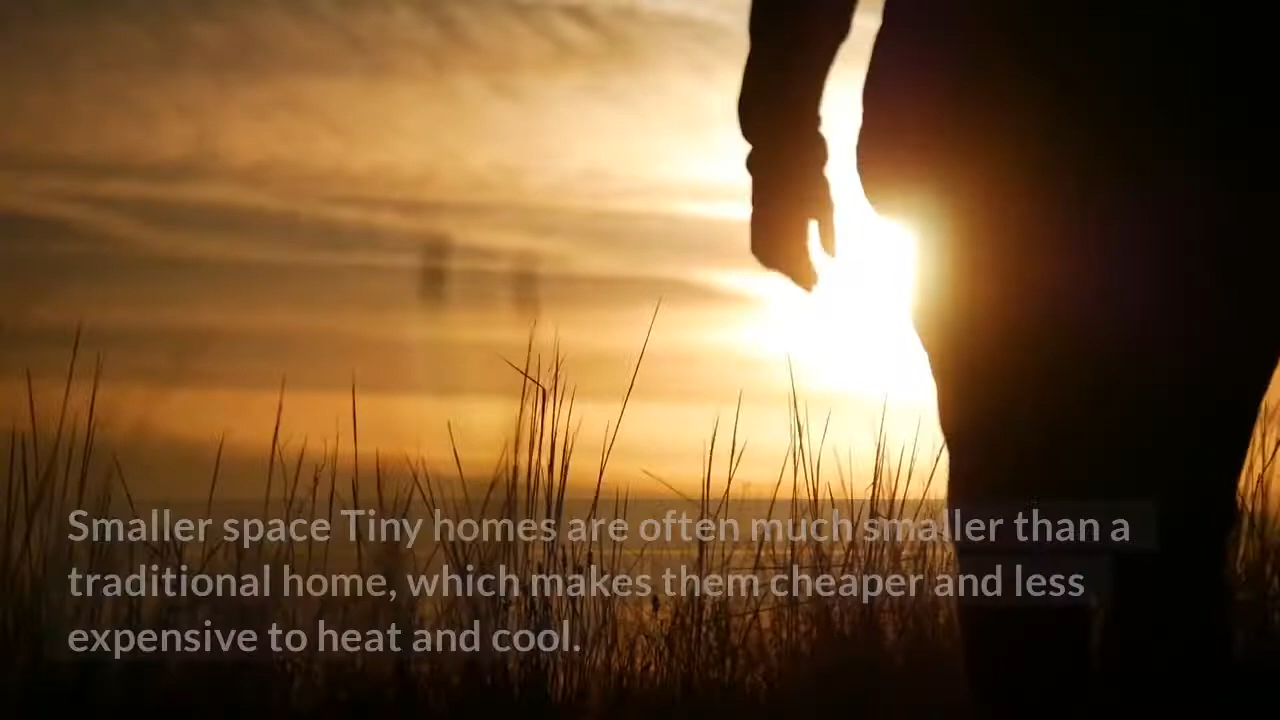 Smaller space Tiny homes are often much smaller than a
traditional home, which makes them cheaper and less
expensive to heat and cool.